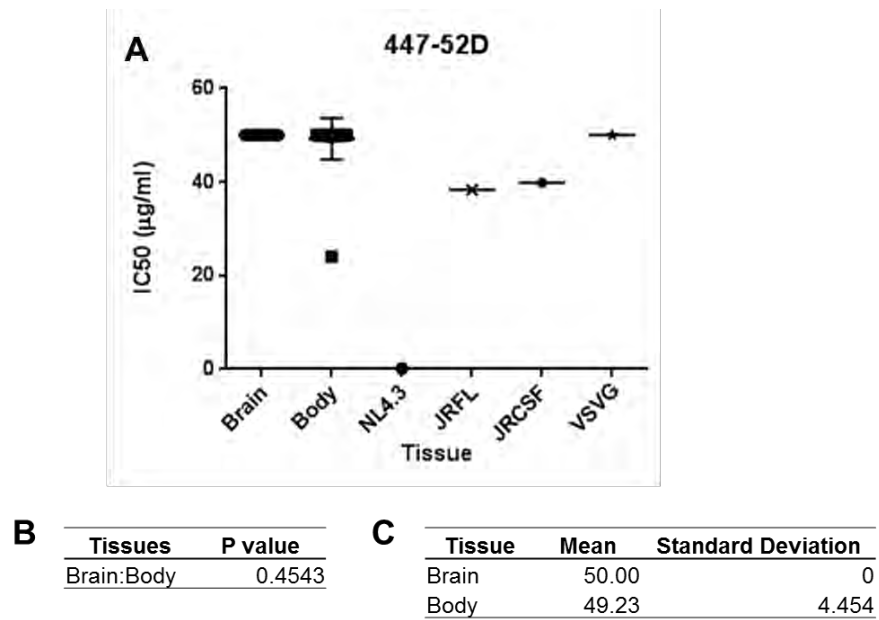 A
447-52D
IC50 (μg/ml)
60
40
20
0
Brain
Body
NL4.3
JRFL
JRCSF
VSVG
Tissue
B
Tissues P value
Brain:Body 0.4543
C
Tissue Mean Standard Deviation
Brain 50.00 0
Body 49.23 4.454